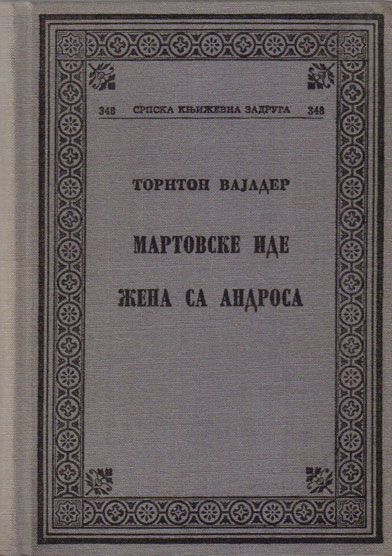 348 СРПСКА КЊИЖЕВНА ЗАДРУГА 348
ТОРНТОН ВАЈЛДЕР
МАРТОВСКЕ ИДЕ
ЖЕНА СА АНДРОСА